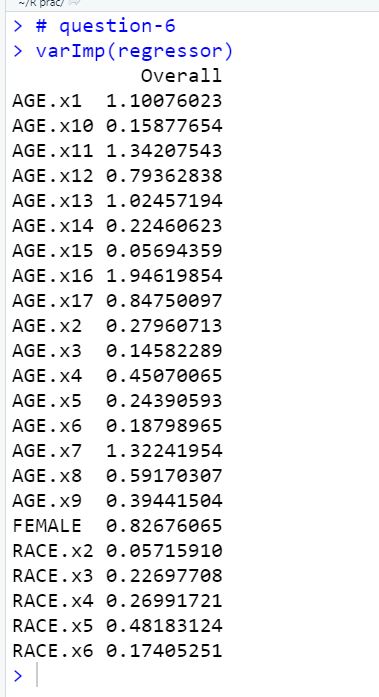 ~/R prac/
> # question-6
> varImp(regressor)
Overall
AGE.x1 1.10076023
AGE.x10 0.15877654
AGE.x11 1.34207543
AGE.x12 0.79362838
AGE.x13 1.02457194
AGE.x14 0.22460623
AGE.x15 0.05694359
AGE.x16 1.94619854
AGE.x17 0.84750097
AGE.x2 0.27960713
AGE.x3 0.14582289
AGE.x4 0.45070065
AGE.x5 0.24390593
AGE.x6 0.18798965
AGE.x7 1.32241954
AGE.x8 0.59170307
AGE.x9 0.39441504
FEMALE 0.82676065
RACE.x2 0.05715910
RACE.x3 0.22697708
RACE.x4 0.26991721
RACE.x5 0.48183124
RACE.x6 0.17405251
>